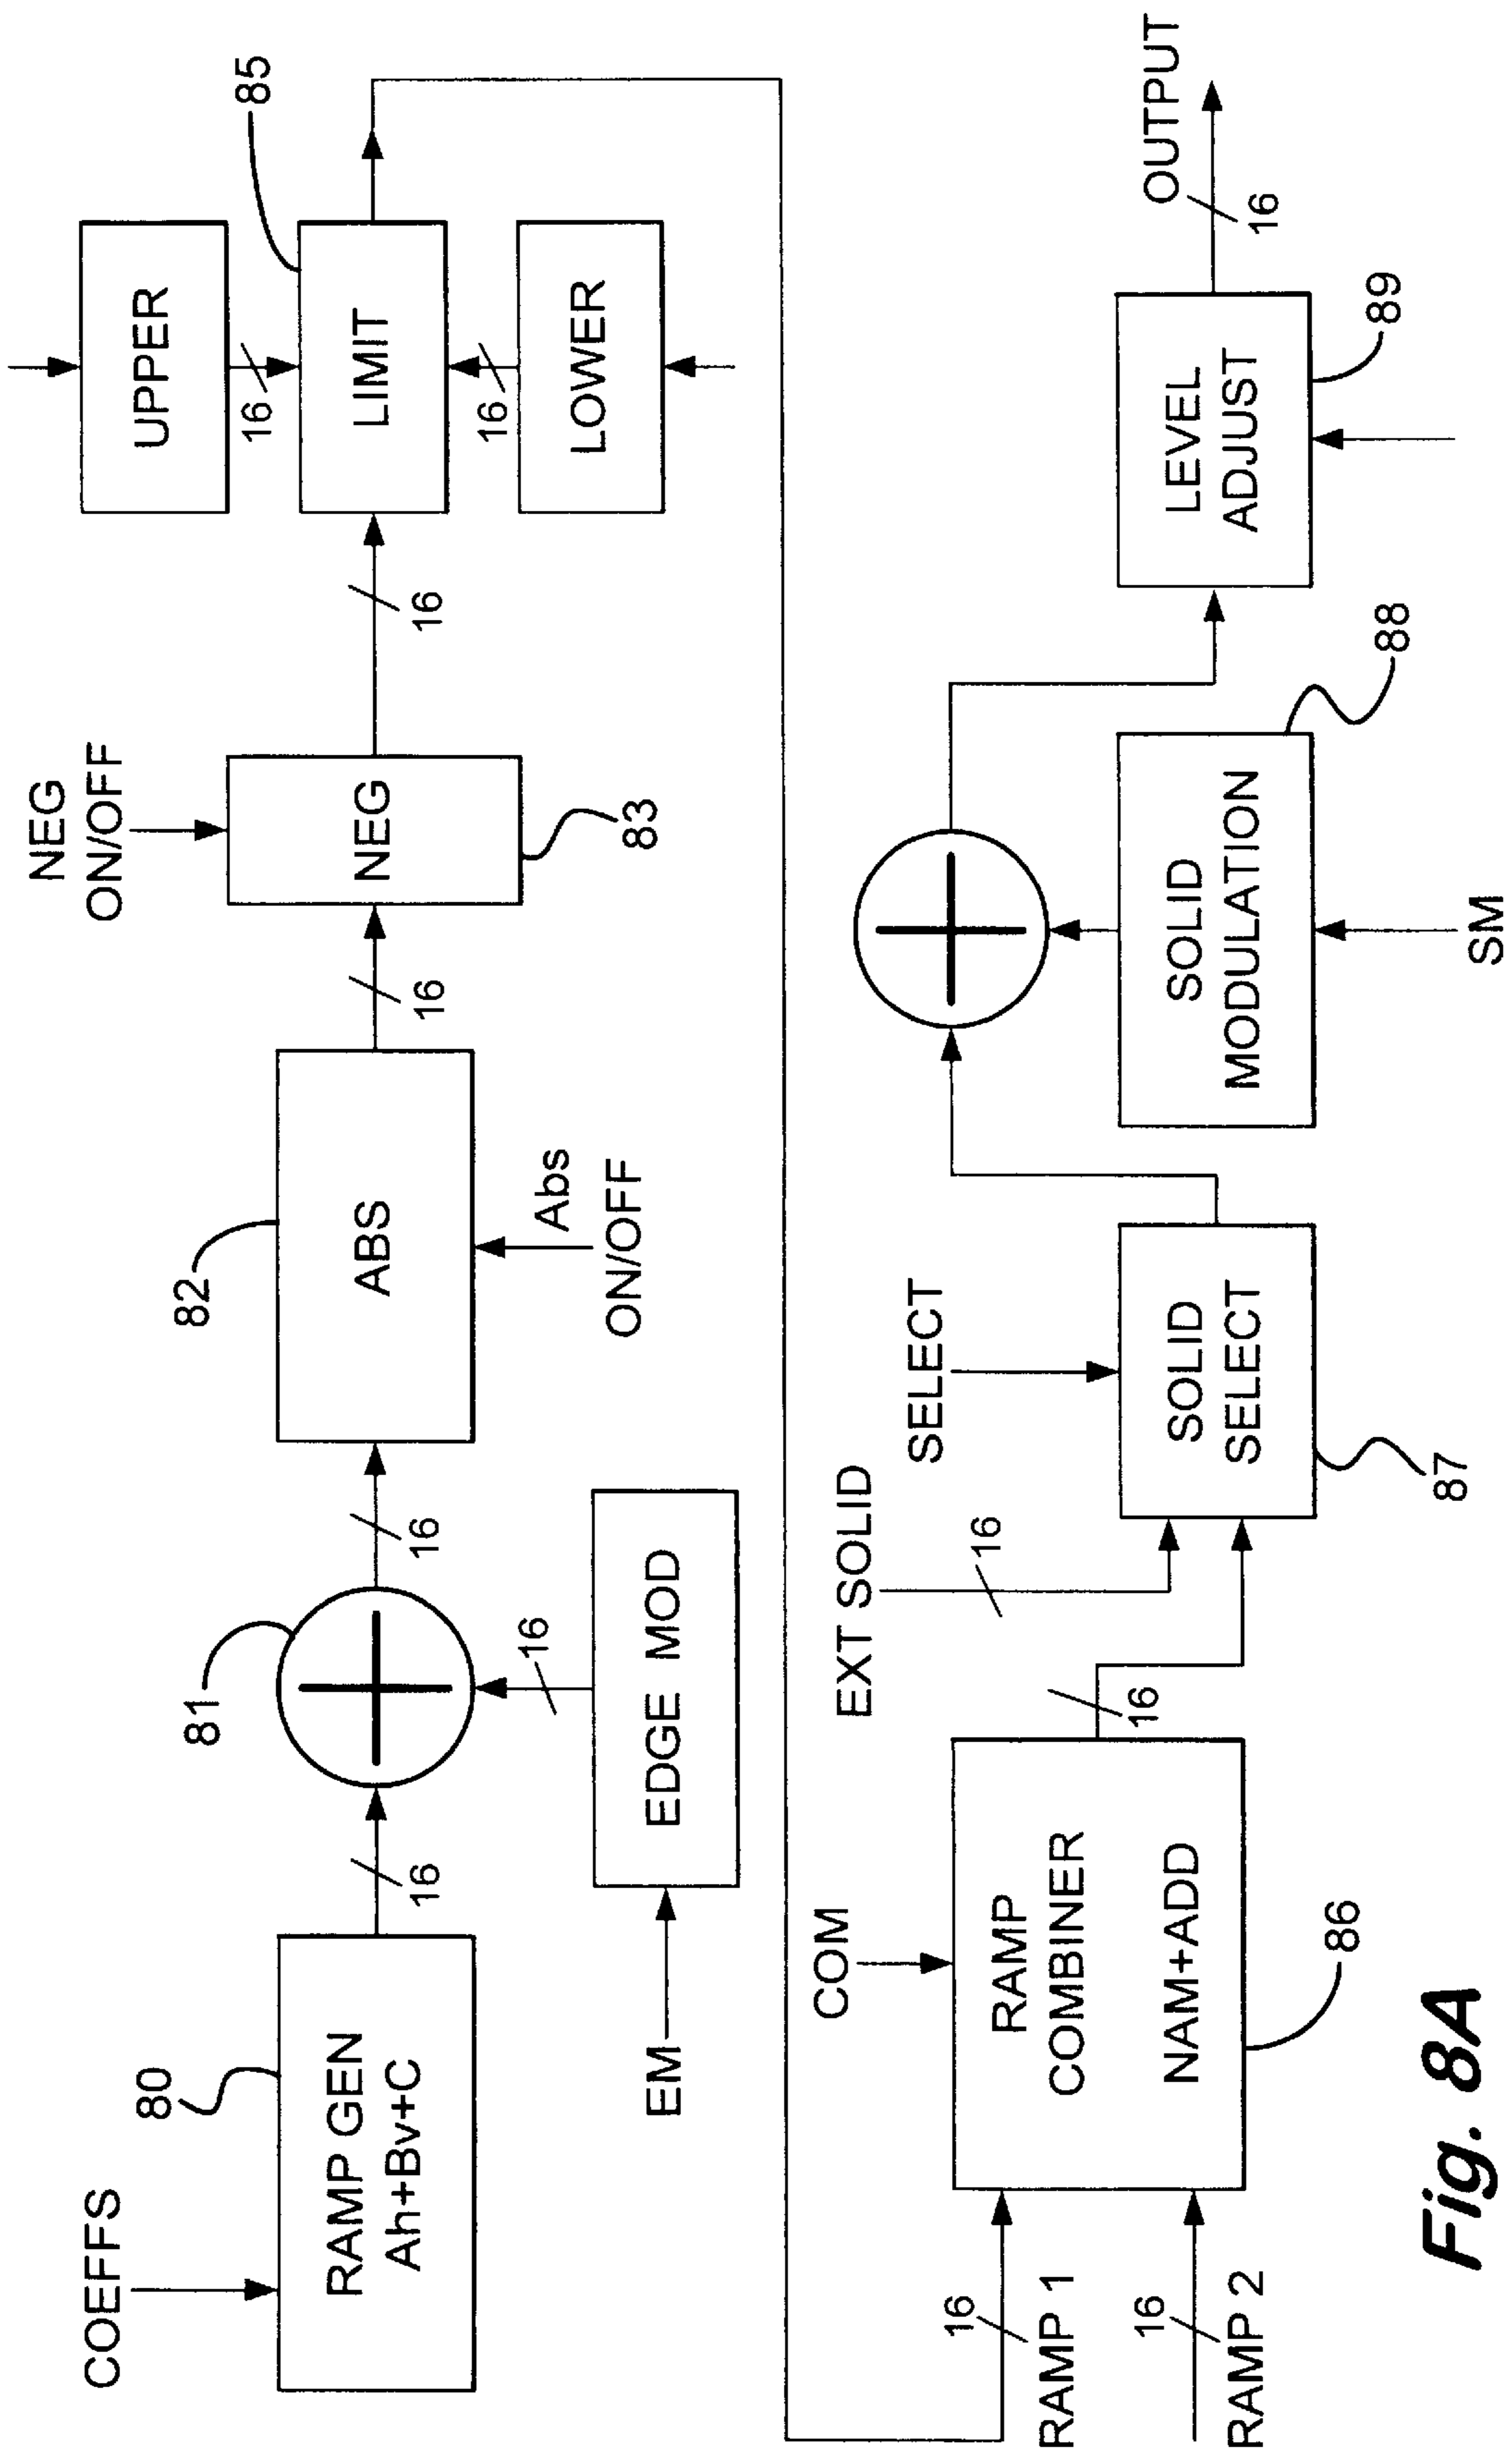 COEFFS
80
RAMP GEN
Ah+Bv+C
16
81
16
EM
EDGE MOD
16
82
ABS
Abs
ON/OFF
16
NEG
ON/OFF
NEG
83
16
UPPER
16
85
LIMIT
16
LOWER
16
RAMP 1
16
RAMP 2
COM
RAMP
COMBINER
NAM+ADD
86
16
EXT SOLID
16
SELECT
SOLID
SELECT
87
SOLID
MODULATION
88
SM
LEVEL
ADJUST
89
OUTPUT
16
Fig. 8A